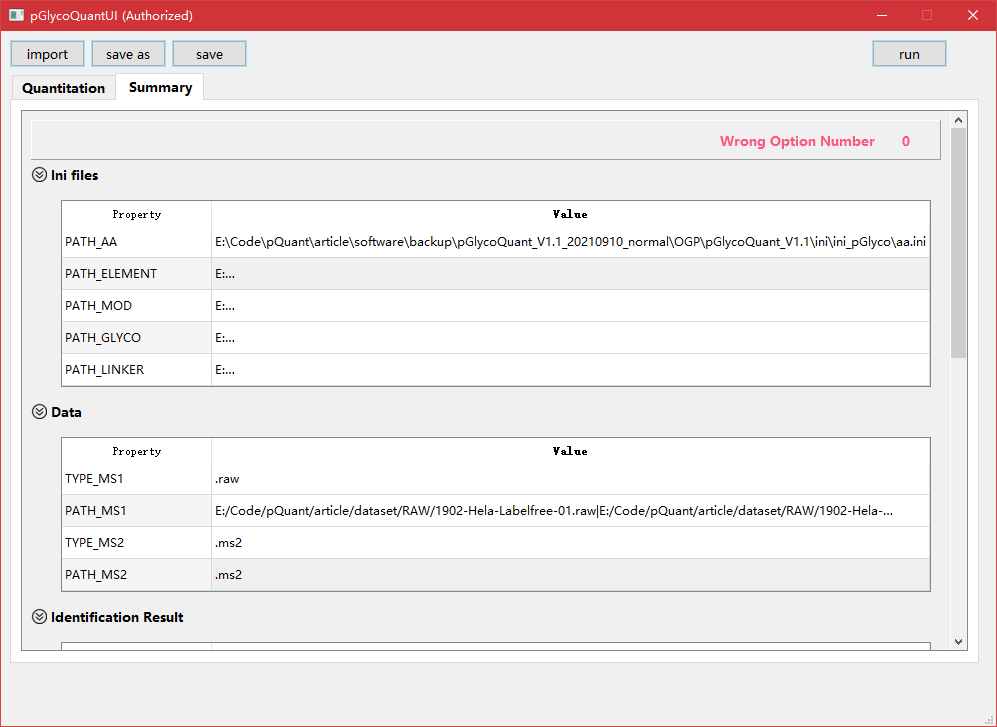 pGlycoQuantUI (Authorized)
import save as save run
Quantitation Summary
Wrong Option Number 0
Ini files
Property Value
PATH_AA E:\Code\pQuant\article\software\backup\pGlycoQuant_V1.1_20210910_normal\OGP\pGlycoQuant_V1.1\ini\ini_pGlyco\aa.ini
PATH_ELEMENT E:...
PATH_MOD E:...
PATH_GLYCO E:...
PATH_LINKER E:...
Data
Property Value
TYPE_MS1 .raw
PATH_MS1 E:/Code/pQuant/article/dataset/RAW/1902-Hela-Labelfree-01.raw|E:/Code/pQuant/article/dataset/RAW/1902-Hela-...
TYPE_MS2 .ms2
PATH_MS2 .ms2
Identification Result